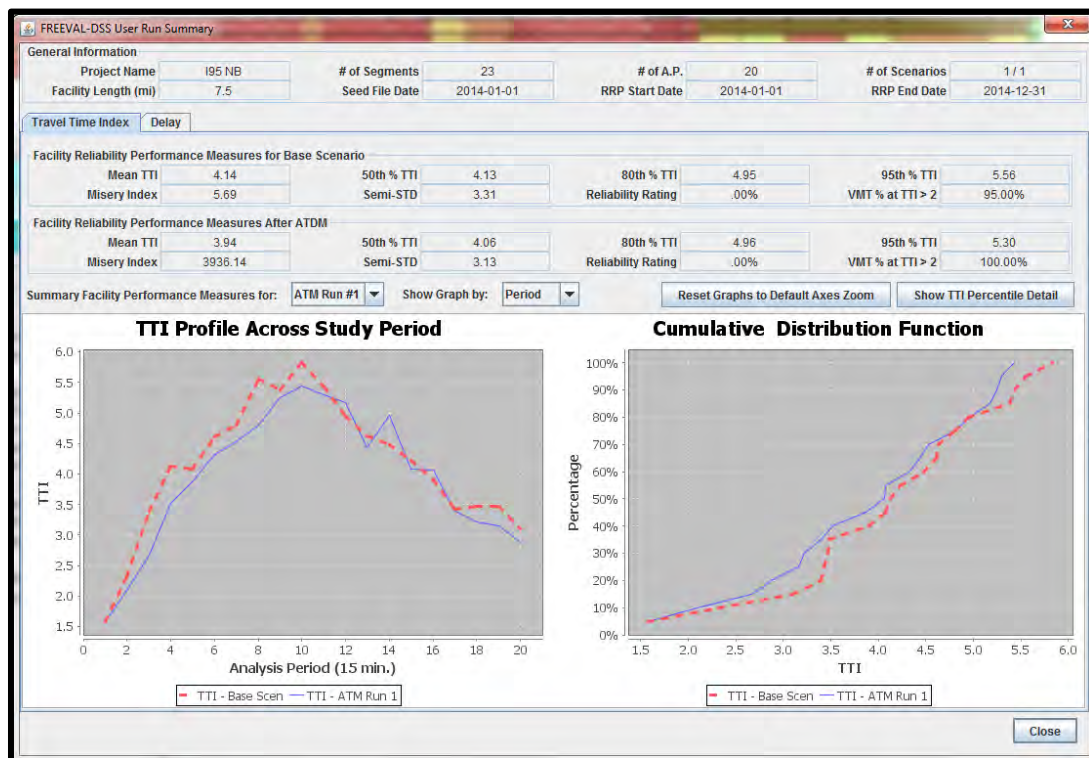 FREEVAL-DSS User Run Summary
General Information
Project Name I95 NB # of Segments 23 # of A.P. 20 # of Scenarios 1 / 1
Facility Length (mi) 7.5 Seed File Date 2014-01-01 RRP Start Date 2014-01-01 RRP End Date 2014-12-31
Travel Time Index Delay
Facility Reliability Performance Measures for Base Scenario
Mean TTI 4.14 50th % TTI 4.13 80th % TTI 4.95 95th % TTI 5.56
Misery Index 5.69 Semi-STD 3.31 Reliability Rating .00% VMT % at TTI > 2 95.00%
Facility Reliability Performance Measures After ATDM
Mean TTI 3.94 50th % TTI 4.06 80th % TTI 4.96 95th % TTI 5.30
Misery Index 3936.14 Semi-STD 3.13 Reliability Rating .00% VMT % at TTI > 2 100.00%
Summary Facility Performance Measures for: ATM Run #1 Show Graph by: Period Reset Graphs to Default Axes Zoom Show TTI Percentile Detail
TTI Profile Across Study Period
6.0
5.5
5.0
4.5
4.0
3.5
3.0
2.5
2.0
1.5
TTI
0 2 4 6 8 10 12 14 16 18 20
Analysis Period (15 min.)
TTI - Base Scen TTI - ATM Run 1
Cumulative Distribution Function
100%
90%
80%
70%
60%
50%
40%
30%
20%
10%
0%
Percentage
1.5 2.0 2.5 3.0 3.5 4.0 4.5 5.0 5.5 6.0
TTI
TTI - Base Scen TTI - ATM Run 1
Close